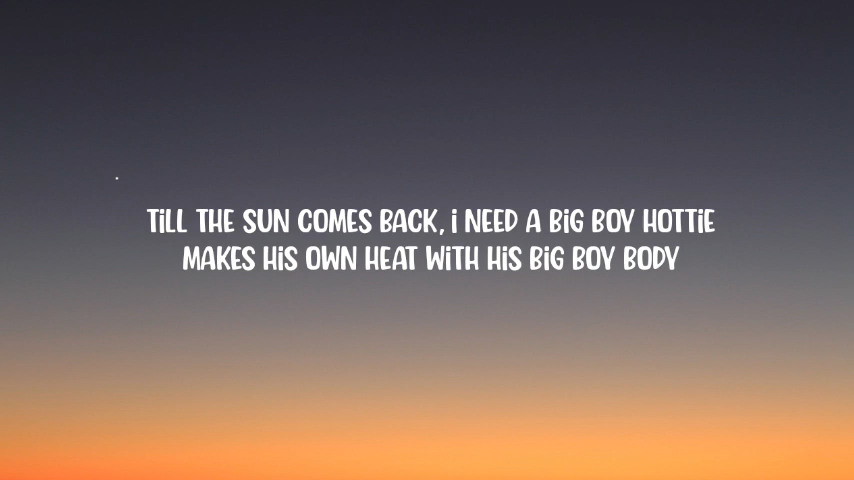 TiLL THE SUN COMES BACK, i NEED A BiG BOY HOTTiE
MAKES HiS OWN HEAT WiTH HiS BiG BOY BODY